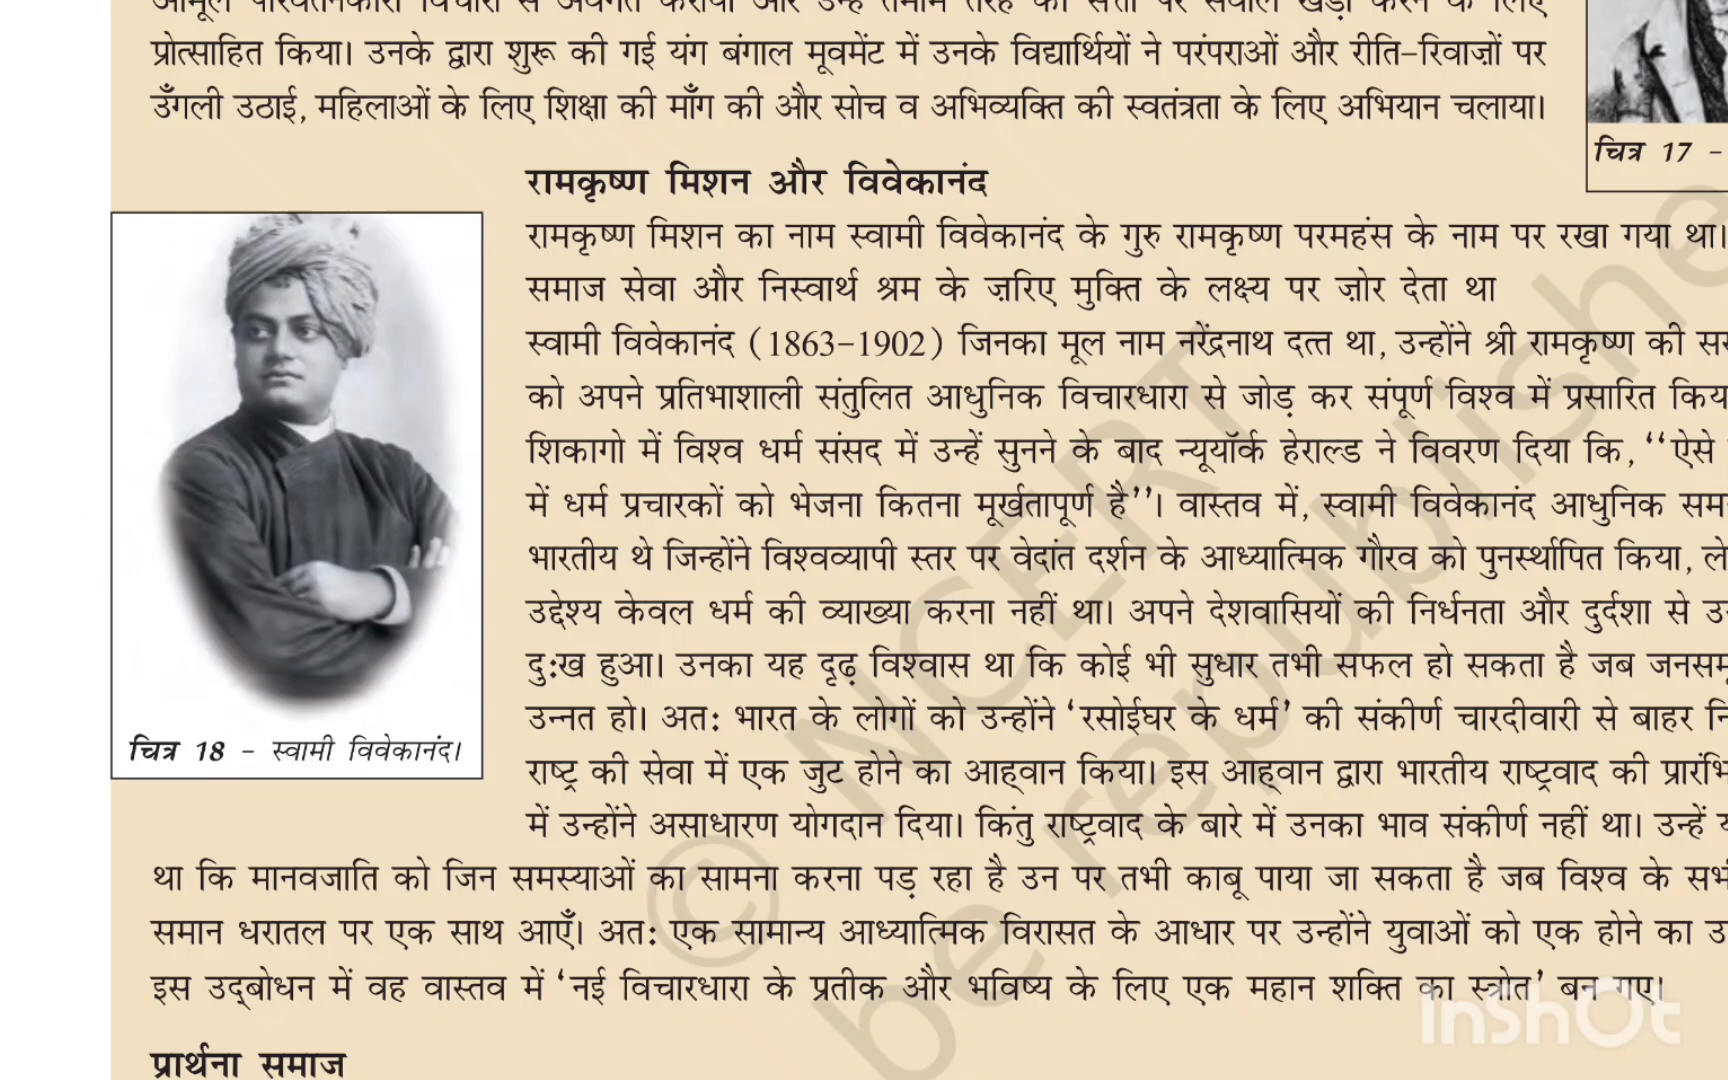 प्रोत्साहित किया। उनके द्वारा शुरू की गई यंग बंगाल मूवमेंट में उनके विद्यार्थियों ने परंपराओं और रीति-रिवाज़ों पर
उँगली उठाई, महिलाओं के लिए शिक्षा की माँग की और सोच व अभिव्यक्ति की स्वतंत्रता के लिए अभियान चलाया।
चित्र 17 –
रामकृष्ण मिशन और विवेकानंद
रामकृष्ण मिशन का नाम स्वामी विवेकानंद के गुरु रामकृष्ण परमहंस के नाम पर रखा गया था।
समाज सेवा और निस्वार्थ श्रम के ज़रिए मुक्ति के लक्ष्य पर ज़ोर देता था
स्वामी विवेकानंद (1863–1902) जिनका मूल नाम नरेंद्रनाथ दत्त था, उन्होंने श्री रामकृष्ण की
को अपने प्रतिभाशाली संतुलित आधुनिक विचारधारा से जोड़ कर संपूर्ण विश्व में प्रसारित
शिकागो में विश्व धर्म संसद में उन्हें सुनने के बाद न्यूयॉर्क हेराल्ड ने विवरण दिया कि, “ऐसे
में धर्म प्रचारकों को भेजना कितना मूर्खतापूर्ण है”। वास्तव में, स्वामी विवेकानंद आधुनिक
भारतीय थे जिन्होंने विश्वव्यापी स्तर पर वेदांत दर्शन के आध्यात्मिक गौरव को पुनर्स्थापित किया,
उद्देश्य केवल धर्म की व्याख्या करना नहीं था। अपने देशवासियों की निर्धनता और दुर्दशा से
दुःख हुआ। उनका यह दृढ़ विश्वास था कि कोई भी सुधार तभी सफल हो सकता है जब
उन्नत हो। अतः भारत के लोगों को उन्होंने ‘रसोईघर के धर्म’ की संकीर्ण चारदीवारी से बाहर
राष्ट्र की सेवा में एक जुट होने का आह्वान किया। इस आह्वान द्वारा भारतीय राष्ट्रवाद की
में उन्होंने असाधारण योगदान दिया। किंतु राष्ट्रवाद के बारे में उनका भाव संकीर्ण नहीं था। उन्हें
चित्र 18 – स्वामी विवेकानंद।
था कि मानवजाति को जिन समस्याओं का सामना करना पड़ रहा है उन पर तभी काबू पाया जा सकता है जब विश्व के
समान धरातल पर एक साथ आएँ। अतः एक सामान्य आध्यात्मिक विरासत के आधार पर उन्होंने युवाओं को एक होने का
इस उद्बोधन में वह वास्तव में ‘नई विचारधारा के प्रतीक और भविष्य के लिए एक महान शक्ति का स्त्रोत’ बन गए।
प्रार्थना समाज
© NCERT
be republished
InShOt